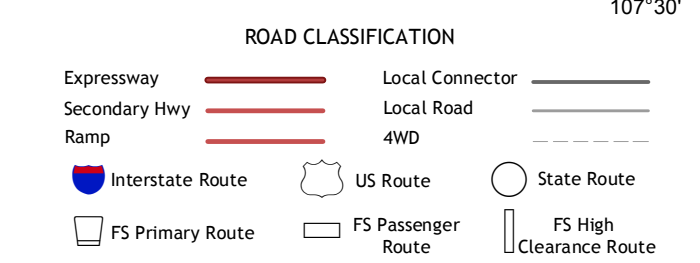 107°30'
ROAD CLASSIFICATION
Expressway
Local Connector
Secondary Hwy
Local Road
Ramp
4WD
Interstate Route
US Route
State Route
FS Primary Route
FS Passenger
Route
FS High
Clearance Route